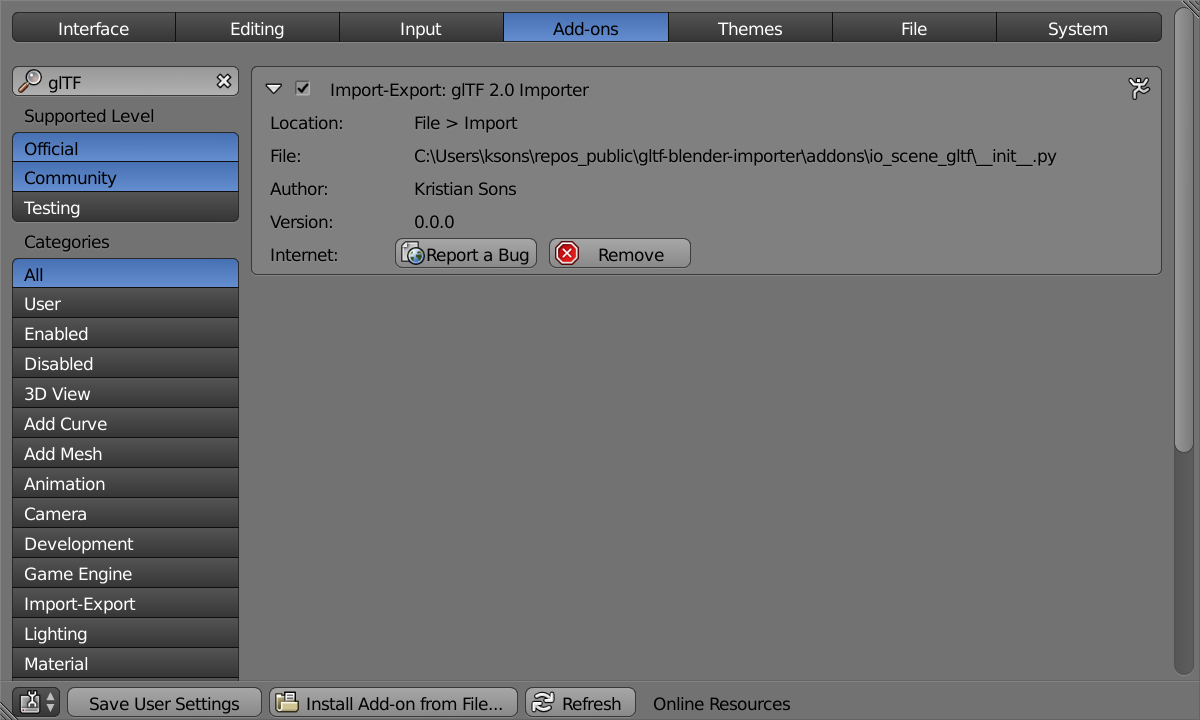 Interface Editing Input Add-ons Themes File System
glTF
Supported Level
Official
Community
Testing
Categories
All
User
Enabled
Disabled
3D View
Add Curve
Add Mesh
Animation
Camera
Development
Game Engine
Import-Export
Lighting
Material
Import-Export: glTF 2.0 Importer
Location: File > Import
File: C:\Users\ksons\repos_public\gltf-blender-importer\addons\io_scene_gltf\__init__.py
Author: Kristian Sons
Version: 0.0.0
Internet: Report a Bug Remove
Save User Settings Install Add-on from File... Refresh Online Resources